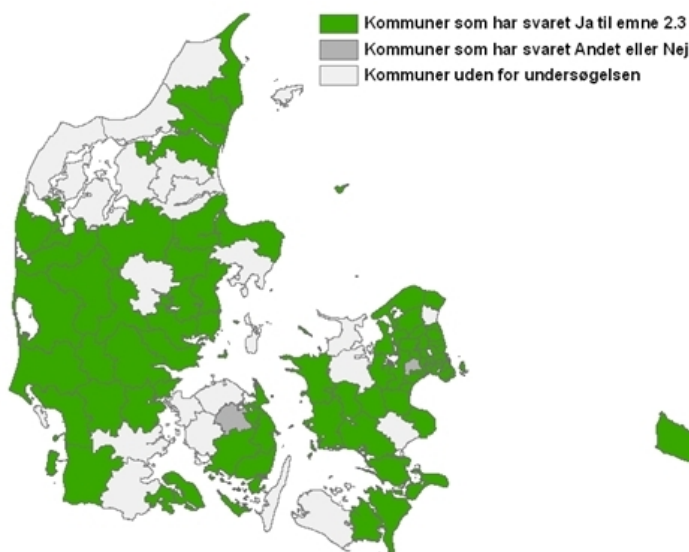 Kommuner som har svaret Ja til emne 2.3
Kommuner som har svaret Andet eller Nej
Kommuner uden for undersøgelsen